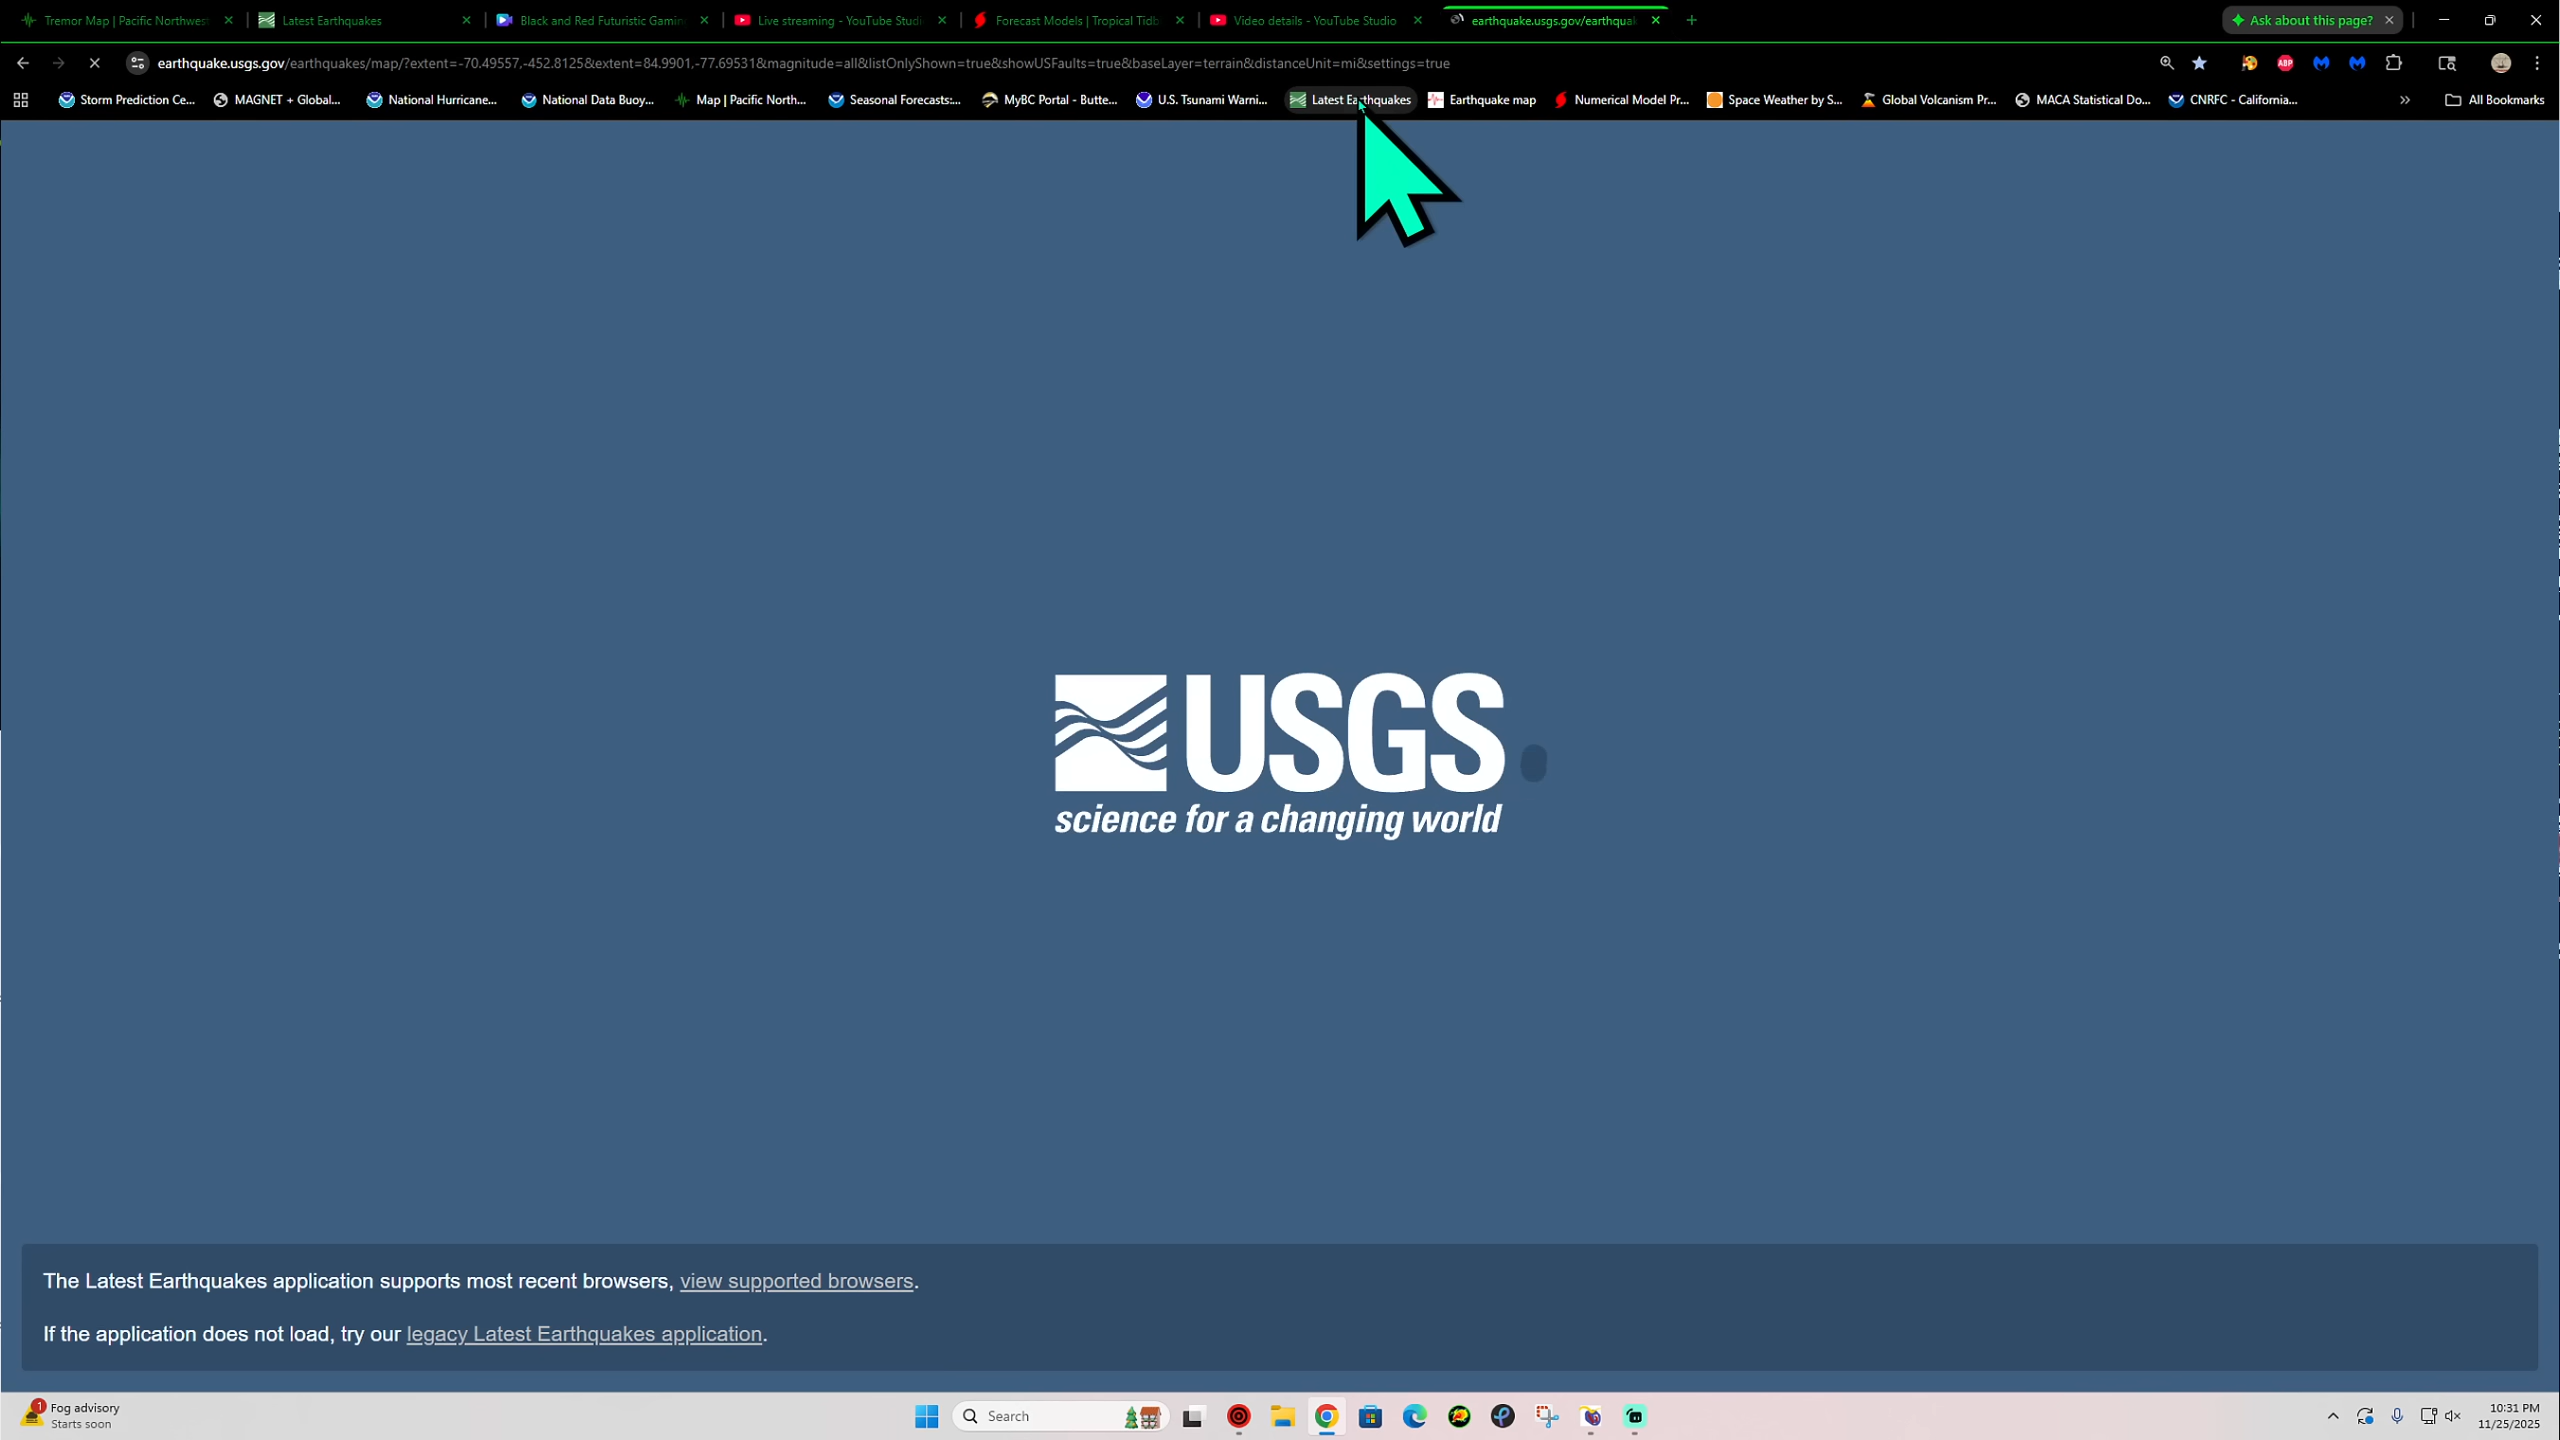 Tremor Map | Pacific Northwest
Latest Earthquakes
Black and Red Futuristic Gamin
Live streaming - YouTube Studi
Forecast Models | Tropical Tidb
Video details - YouTube Studio
earthquake.usgs.gov/earthqua
Ask about this page?
earthquake.usgs.gov/earthquakes/map/?extent=-70.49557,-452.8125&extent=84.9901,-77.69531&magnitude=all&listOnlyShown=true&showUSFaults=true&baseLayer=terrain&distanceUnit=mi&settings=true
ABP
Storm Prediction Ce...
MAGNET + Global...
National Hurricane...
National Data Buoy...
Map | Pacific North...
Seasonal Forecasts:...
MyBC Portal - Butte...
U.S. Tsunami Warni...
Latest Earthquakes
Earthquake map
Numerical Model Pr...
Space Weather by S...
Global Volcanism Pr...
MACA Statistical Do...
CNRFC - California...
All Bookmarks
USGS
science for a changing world
The Latest Earthquakes application supports most recent browsers, view supported browsers.
If the application does not load, try our legacy Latest Earthquakes application.
1
Fog advisory
Starts soon
Search
10:31 PM
11/25/2025